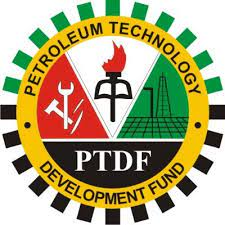 PETROLEUM TECHNOLOGY
PTDF
DEVELOPMENT FUND